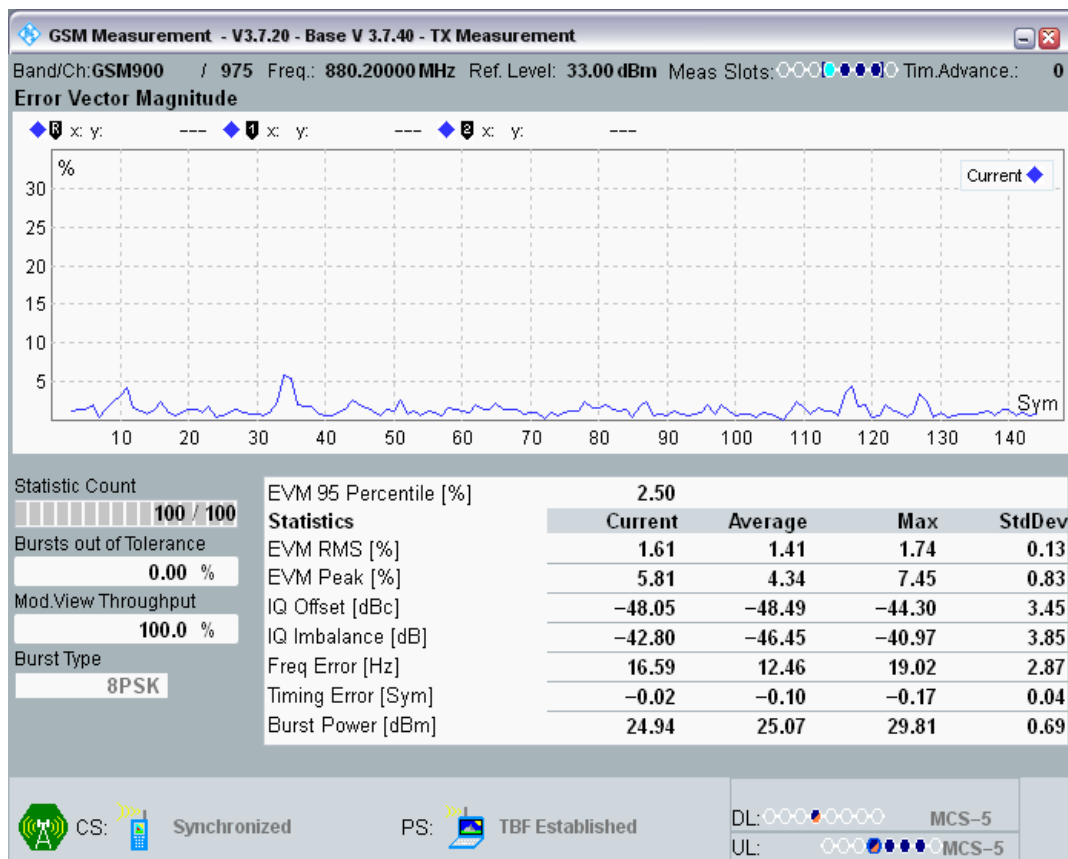 GSM Measurement - V3.7.20 - Base V 3.7.40 - TX Measurement
Band/Ch:GSM900 / 975 Freq.: 880.20000 MHz Ref. Level: 33.00 dBm Meas Slots: Tim.Advance.: 0
Error Vector Magnitude
R x: y: --- 1 x: y: --- 2 x: y: ---
%
Current
30
25
20
15
10
5
Sym
10 20 30 40 50 60 70 80 90 100 110 120 130 140
Statistic Count
100 / 100
Bursts out of Tolerance
0.00 %
Mod.View Throughput
100.0 %
Burst Type
8PSK
EVM 95 Percentile [%] 2.50
Statistics Current Average Max StdDev
EVM RMS [%] 1.61 1.41 1.74 0.13
EVM Peak [%] 5.81 4.34 7.45 0.83
IQ Offset [dBc] −48.05 −48.49 −44.30 3.45
IQ Imbalance [dB] −42.80 −46.45 −40.97 3.85
Freq Error [Hz] 16.59 12.46 19.02 2.87
Timing Error [Sym] −0.02 −0.10 −0.17 0.04
Burst Power [dBm] 24.94 25.07 29.81 0.69
CS: Synchronized PS: TBF Established
DL: MCS−5
UL: MCS−5